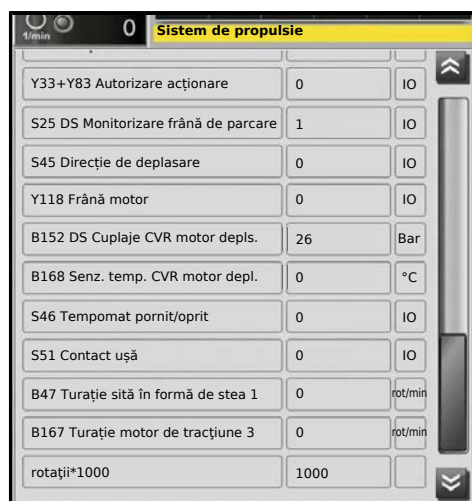 1/min 0 Sistem de propulsie
Y33+Y83 Autorizare acționare 0 IO
S25 DS Monitorizare frână de parcare 1 IO
S45 Direcție de deplasare 0 IO
Y118 Frână motor 0 IO
B152 DS Cuplaje CVR motor depls. 26 Bar
B168 Senz. temp. CVR motor depl. 0 °C
S46 Tempomat pornit/oprit 0 IO
S51 Contact ușă 0 IO
B47 Turație sită în formă de stea 1 0 rot/min
B167 Turație motor de tracţiune 3 0 rot/min
rotaţii*1000 1000